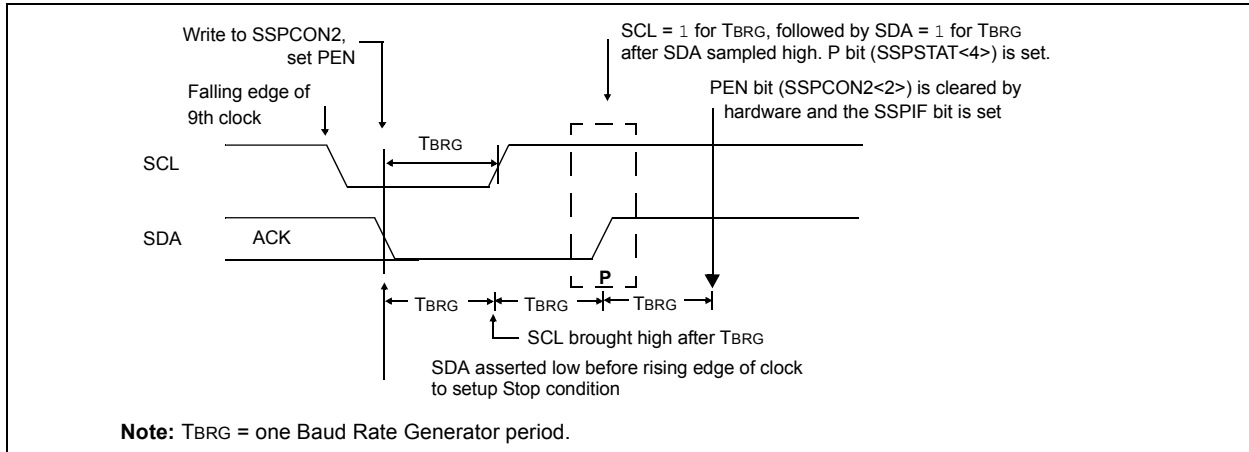 Write to SSPCON2,
set PEN
SCL = 1 for TBRG, followed by SDA = 1 for TBRG
after SDA sampled high. P bit (SSPSTAT<4>) is set.
Falling edge of
9th clock
PEN bit (SSPCON2<2>) is cleared by
hardware and the SSPIF bit is set
TBRG
SCL
SDA
ACK
P
TBRG
TBRG
TBRG
SCL brought high after TBRG
SDA asserted low before rising edge of clock
to setup Stop condition
Note: TBRG = one Baud Rate Generator period.